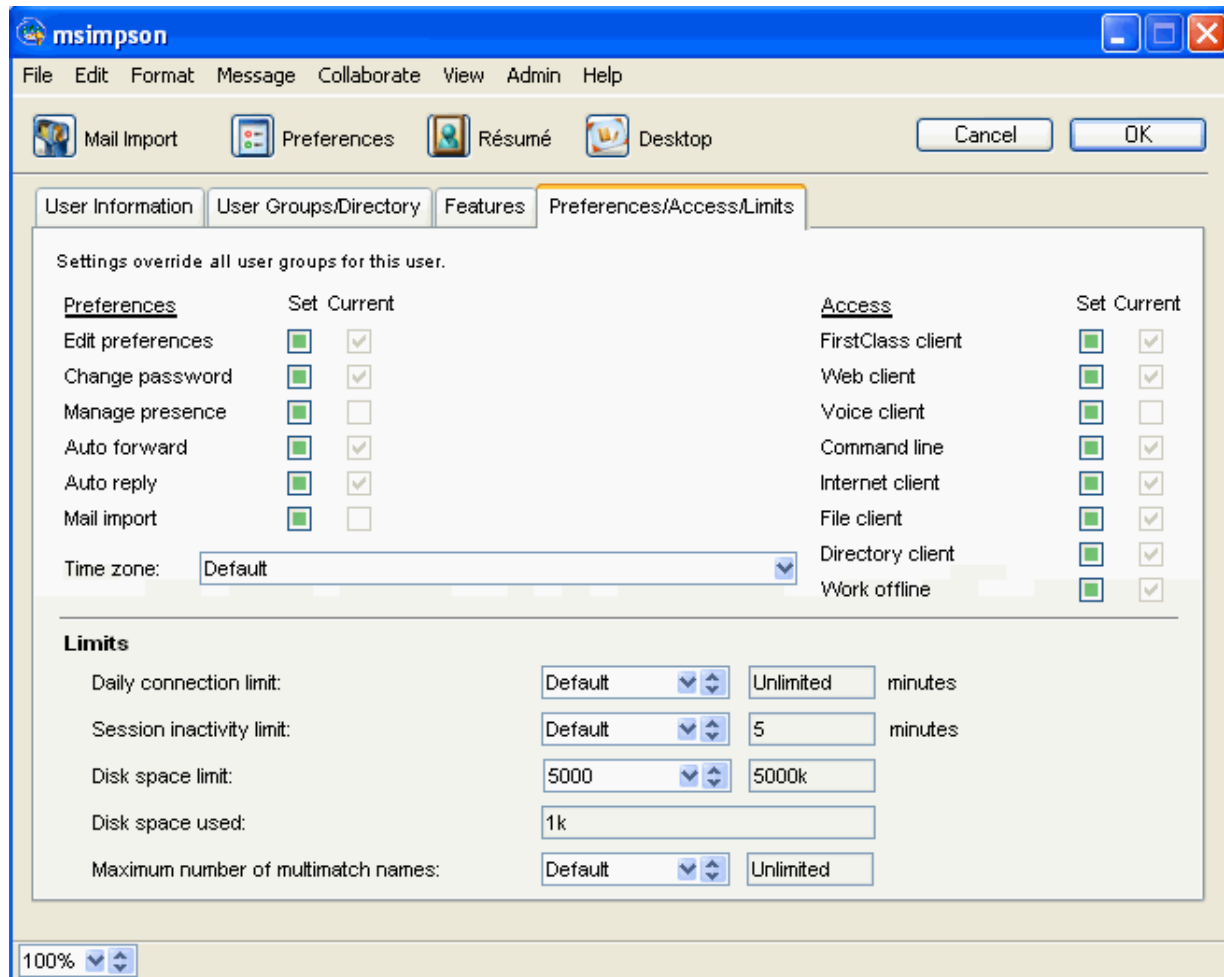 msimpson
File Edit Format Message Collaborate View Admin Help
Mail Import Preferences Résumé Desktop Cancel OK
User Information User Groups/Directory Features Preferences/Access/Limits
Settings override all user groups for this user.
Preferences Set Current Access Set Current
Edit preferences FirstClass client
Change password Web client
Manage presence Voice client
Auto forward Command line
Auto reply Internet client
Mail import File client
Time zone: Default Directory client
Work offline
Limits
Daily connection limit: Default Unlimited minutes
Session inactivity limit: Default 5 minutes
Disk space limit: 5000 5000k
Disk space used: 1k
Maximum number of multimatch names: Default Unlimited
100%